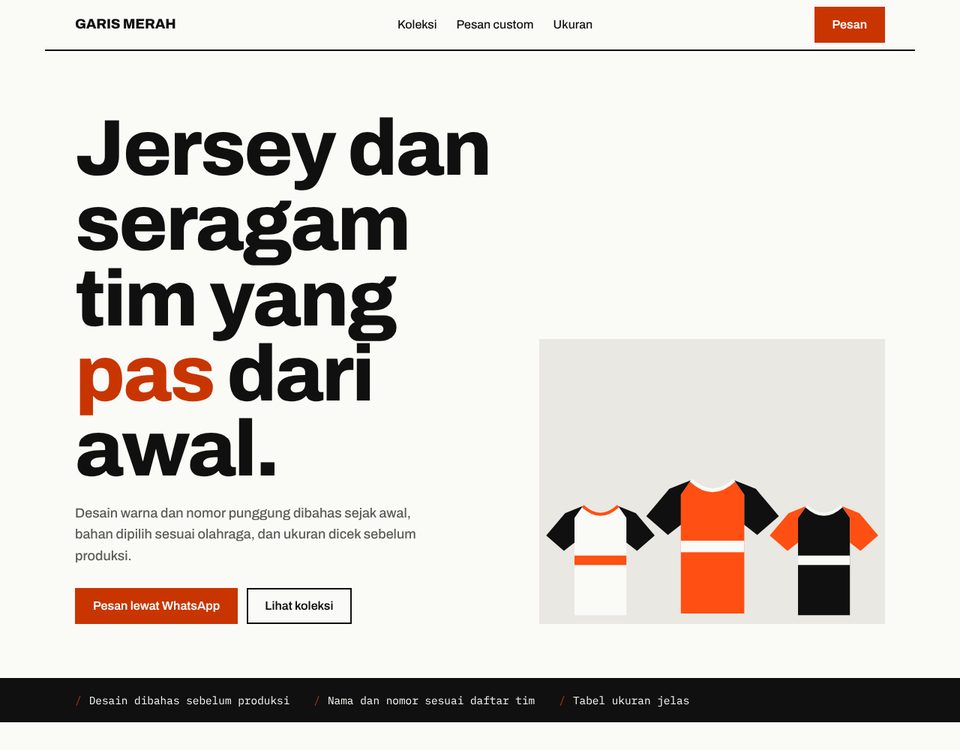 GARIS MERAH
Koleksi
Pesan custom
Ukuran
Pesan
Jersey dan
seragam
tim yang
pas dari
awal.
Desain warna dan nomor punggung dibahas sejak awal,
bahan dipilih sesuai olahraga, dan ukuran dicek sebelum
produksi.
Pesan lewat WhatsApp
Lihat koleksi
/ Desain dibahas sebelum produksi
/ Nama dan nomor sesuai daftar tim
/ Tabel ukuran jelas